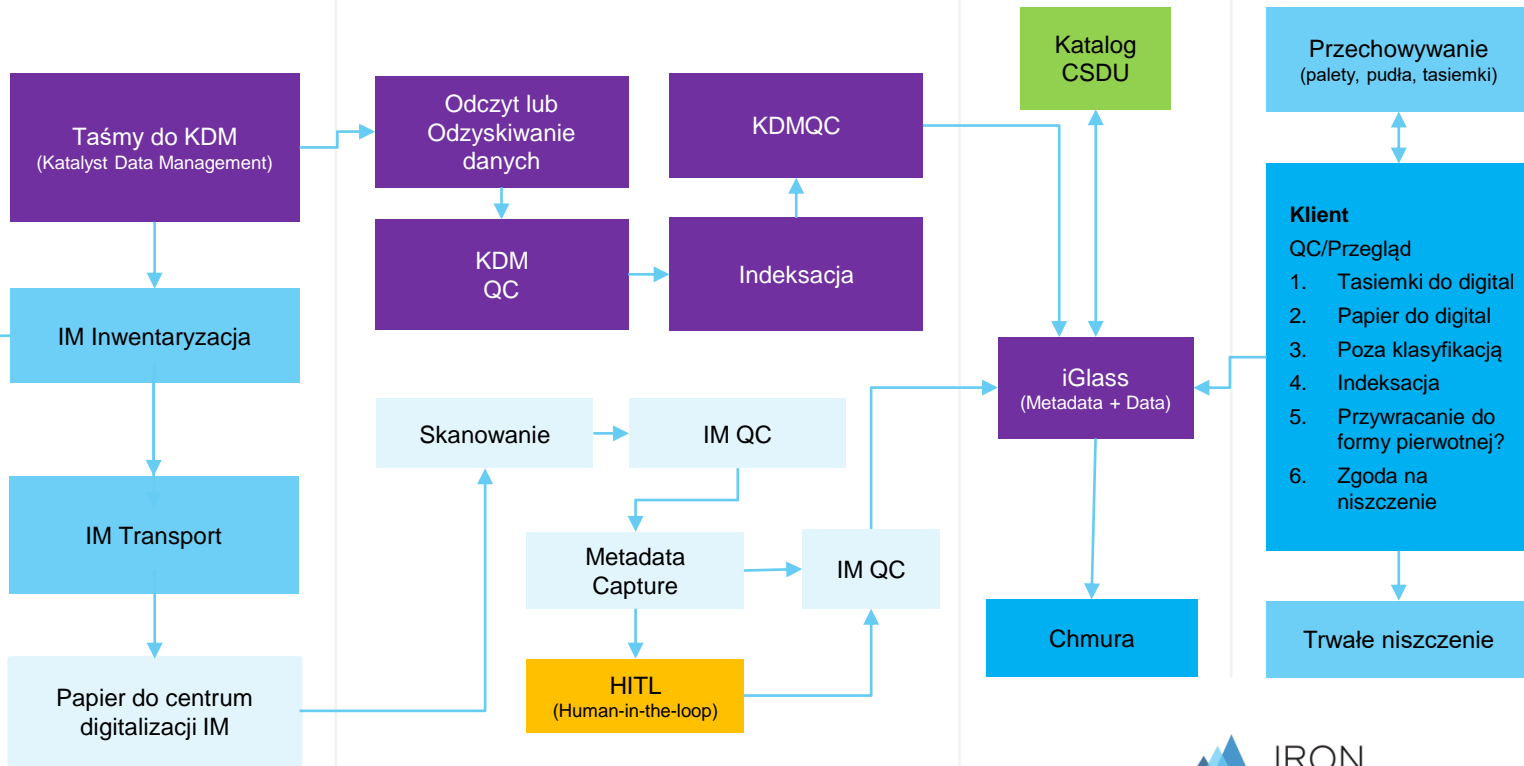 Taśmy do KDM
(Katalyst Data Management)
IM Inwentaryzacja
IM Transport
Papier do centrum
digitalizacji IM
Odczyt lub
Odzyskiwanie
danych
KDM
QC
Indeksacja
KDMQC
Skanowanie
IM QC
Metadata
Capture
IM QC
HITL
(Human-in-the-loop)
Katalog
CSDU
iGlass
(Metadata + Data)
Chmura
Przechowywanie
(palety, pudła, tasiemki)
Klient
QC/Przegląd
1. Tasiemki do digital
2. Papier do digital
3. Poza klasyfikacją
4. Indeksacja
5. Przywracanie do
formy pierwotnej?
6. Zgoda na
niszczenie
Trwałe niszczenie
IRON